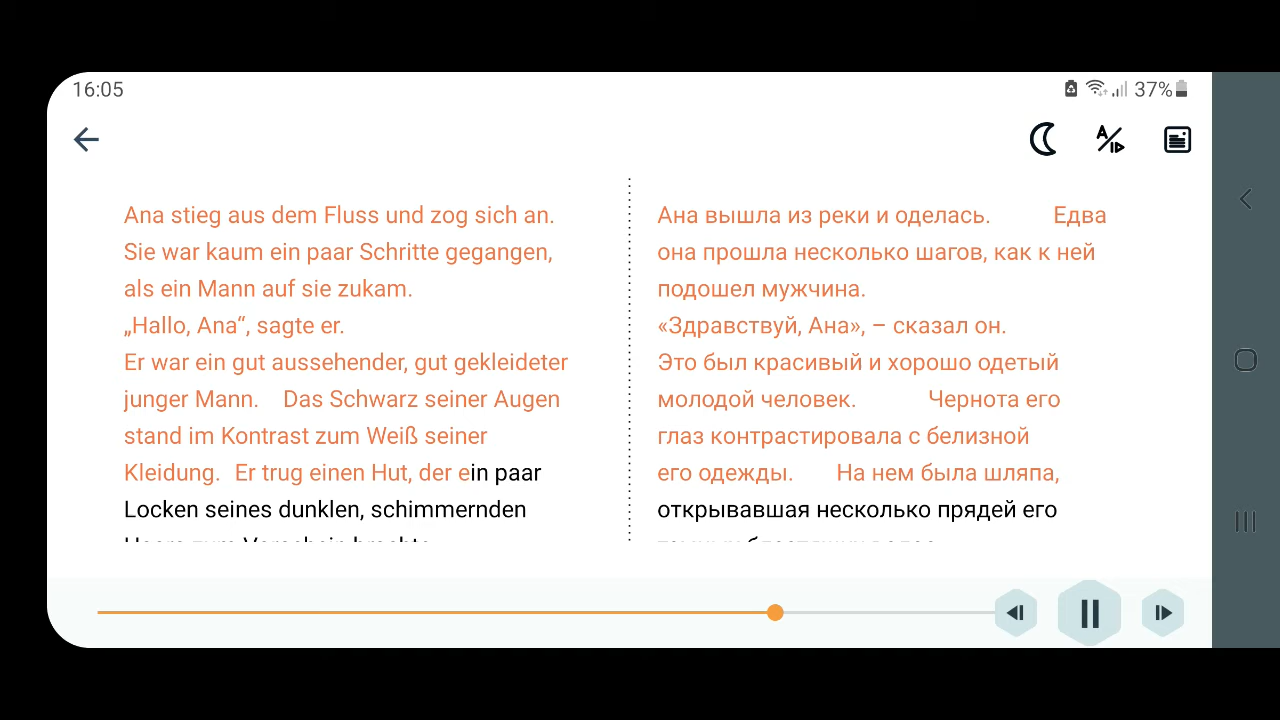 16:05
37%
Ana stieg aus dem Fluss und zog sich an.
Sie war kaum ein paar Schritte gegangen,
als ein Mann auf sie zukam.
„Hallo, Ana“, sagte er.
Er war ein gut aussehender, gut gekleideter
junger Mann. Das Schwarz seiner Augen
stand im Kontrast zum Weiß seiner
Kleidung. Er trug einen Hut, der ein paar
Locken seines dunklen, schimmernden
Ана вышла из реки и оделась. Едва
она прошла несколько шагов, как к ней
подошел мужчина.
«Здравствуй, Ана», – сказал он.
Это был красивый и хорошо одетый
молодой человек. Чернота его
глаз контрастировала с белизной
его одежды. На нем была шляпа,
открывавшая несколько прядей его